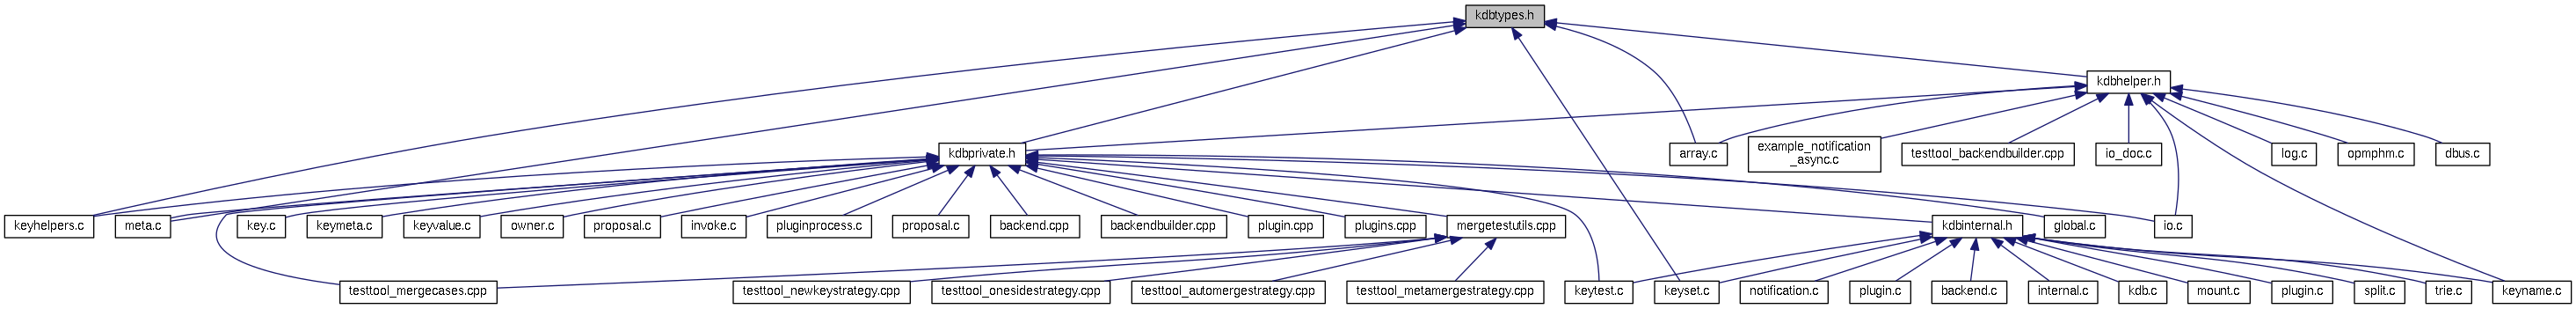 kdbtypes.h
kdbhelper.h
kdbprivate.h
array.c
example_notification
_async.c
testtool_backendbuilder.cpp
io_doc.c
log.c
opmphm.c
dbus.c
keyhelpers.c
meta.c
key.c
keymeta.c
keyvalue.c
owner.c
proposal.c
invoke.c
pluginprocess.c
proposal.c
backend.cpp
backendbuilder.cpp
plugin.cpp
plugins.cpp
mergetestutils.cpp
kdbinternal.h
global.c
io.c
testtool_mergecases.cpp
testtool_newkeystrategy.cpp
testtool_onesidestrategy.cpp
testtool_automergestrategy.cpp
testtool_metamergestrategy.cpp
keytest.c
keyset.c
notification.c
plugin.c
backend.c
internal.c
kdb.c
mount.c
plugin.c
split.c
trie.c
keyname.c